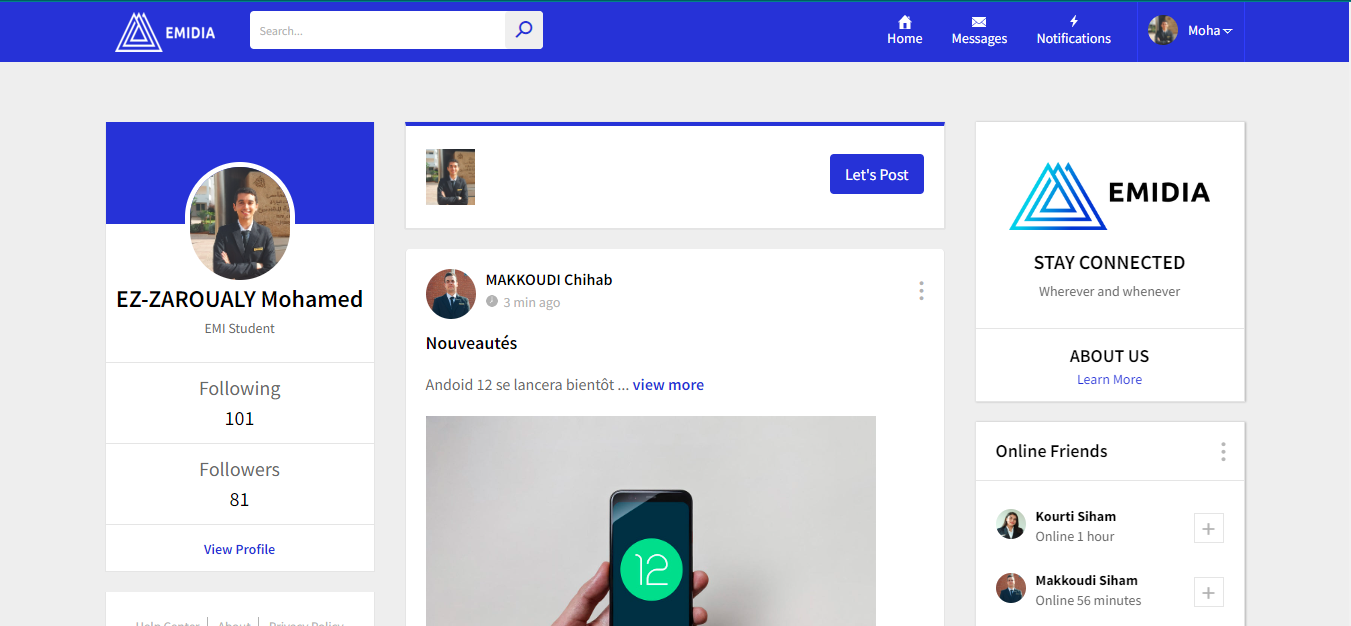 EMIDIA
Search...
Home
Messages
Notifications
Moha
EZ-ZAROUALY Mohamed
EMI Student
Following
101
Followers
81
View Profile
Help Center
About
Privacy Policy
Let's Post
MAKKOUDI Chihab
3 min ago
Nouveautés
Andoid 12 se lancera bientôt ... view more
12
EMIDIA
STAY CONNECTED
Wherever and whenever
ABOUT US
Learn More
Online Friends
Kourti Siham
Online 1 hour
+
Makkoudi Siham
Online 56 minutes
+